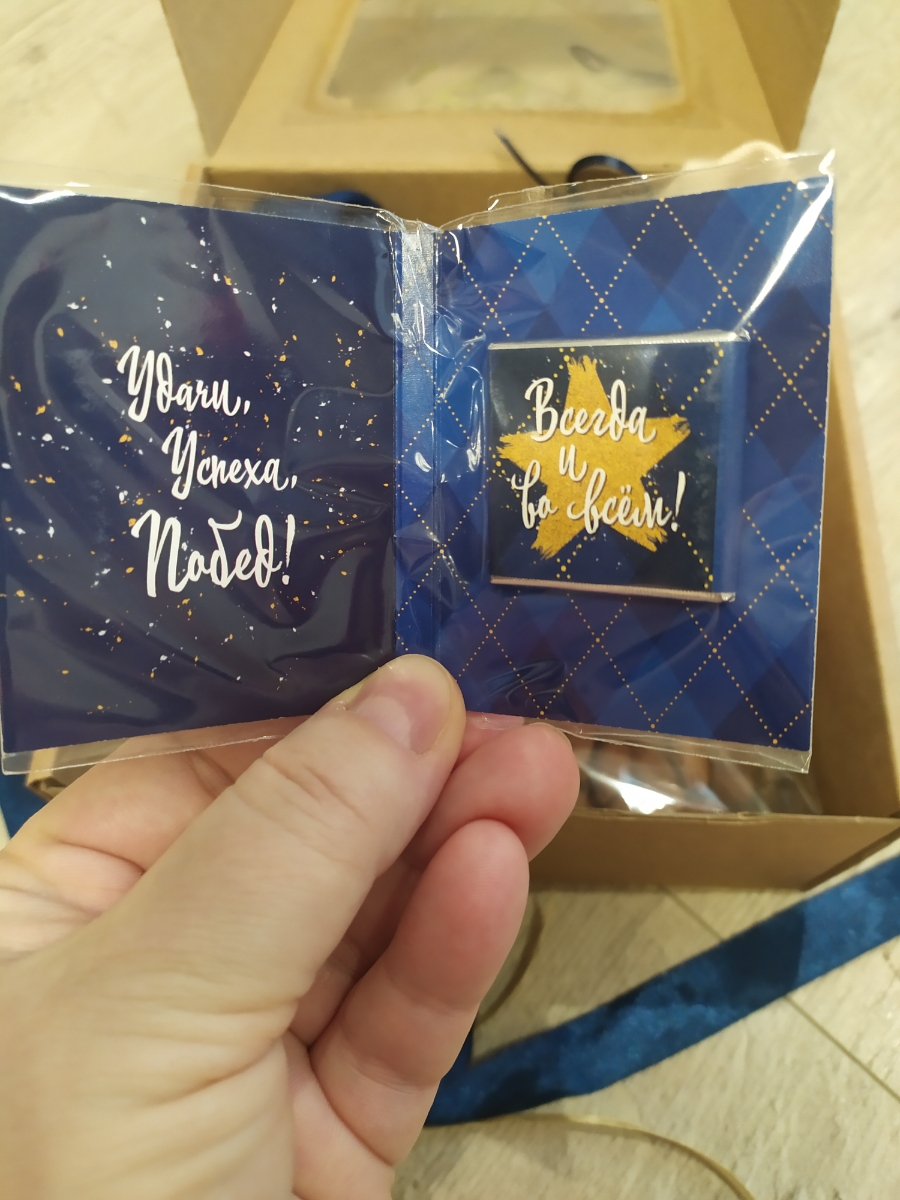 Удачи,
Успеха,
Побед!
Всегда
и
во всём!